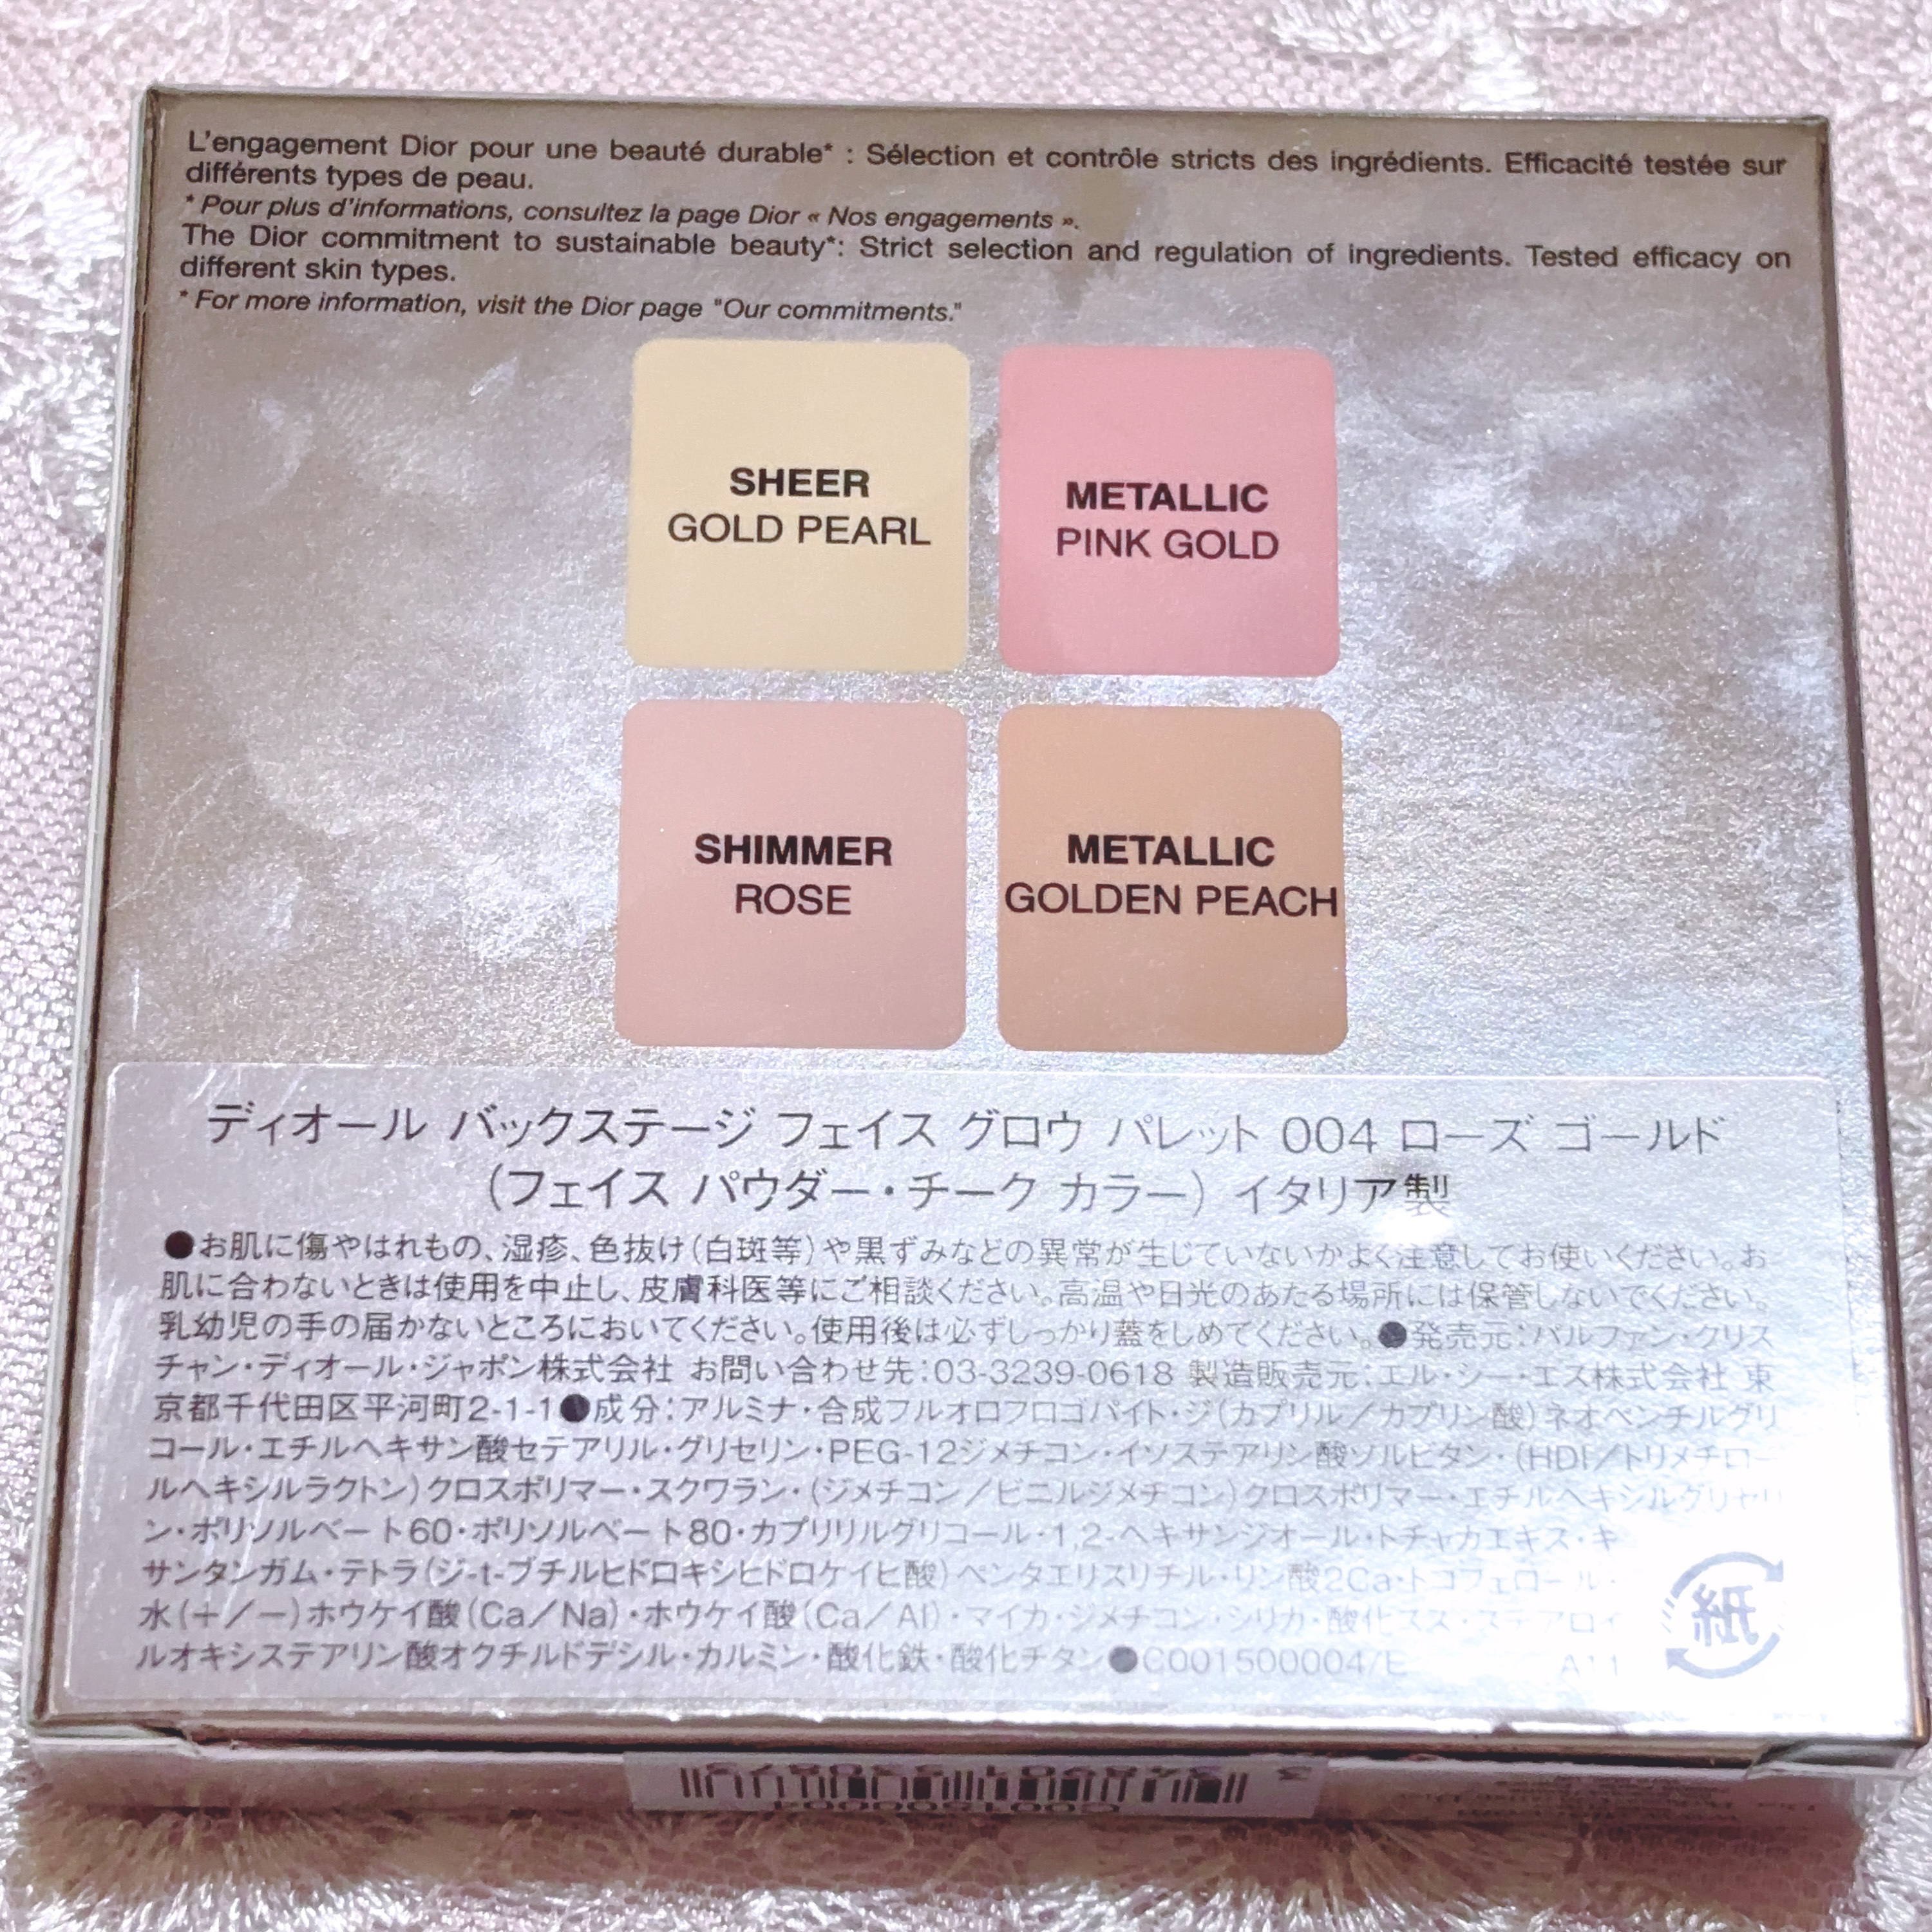 L'engagement Dior pour une beauté durable* : Sélection et contrôle stricts des ingrédients. Efficacité testée sur
différents types de peau.
* Pour plus d'informations, consultez la page Dior « Nos engagements ».
The Dior commitment to sustainable beauty*: Strict selection and regulation of ingredients. Tested efficacy on
different skin types.
* For more information, visit the Dior page "Our commitments."
SHEER
GOLD PEARL
METALLIC
PINK GOLD
SHIMMER
ROSE
METALLIC
GOLDEN PEACH
ディオール バックステージ フェイス グロウ パレット 004 ローズ ゴールド
(フェイス パウダー・チーク カラー) イタリア製
●お肌に傷やはれもの、湿疹、色抜け(白斑等)や黒ずみなどの異常が生じていないかよく注意してお使いください。お
肌に合わないときは使用を中止し、皮膚科医等にご相談ください。高温や日光のあたる場所には保管しないでください。
乳幼児の手の届かないところにおいてください。使用後は必ずしっかり蓋をしめてください。●発売元:パルファン・クリス
チャン・ディオール・ジャポン株式会社 お問い合わせ先:03-3239-0618 製造販売元:エル・シー・エス株式会社 東
京都千代田区平河町2-1-1●成分:アルミナ・合成フルオロフロゴパイト・ジ(カプリル/カプリン酸)ネオペンチルグリ
コール・エチルヘキサン酸セテアリル・グリセリン・PEG-12ジメチコン・イソステアリン酸ソルビタン・(HDI/トリメチロー
ルヘキシルラクトン)クロスポリマー・スクワラン・(ジメチコン/ビニルジメチコン)クロスポリマー・エチルヘキシルグリセリ
ン・ポリソルベート60・ポリソルベート80・カプリリルグリコール・1,2-ヘキサンジオール・トチャカエキス・キ
サンタンガム・テトラ(ジ-t-ブチルヒドロキシヒドロケイヒ酸)ペンタエリスリチル・リン酸2Ca・トコフェロール・
水(+/-)ホウケイ酸(Ca/Na)・ホウケイ酸(Ca/Al)・マイカ・ジメチコン・シリカ・酸化スズ・ステアロイ
ルオキシステアリン酸オクチルドデシル・カルミン・酸化鉄・酸化チタン●C001500004/E A11
紙
C001500004